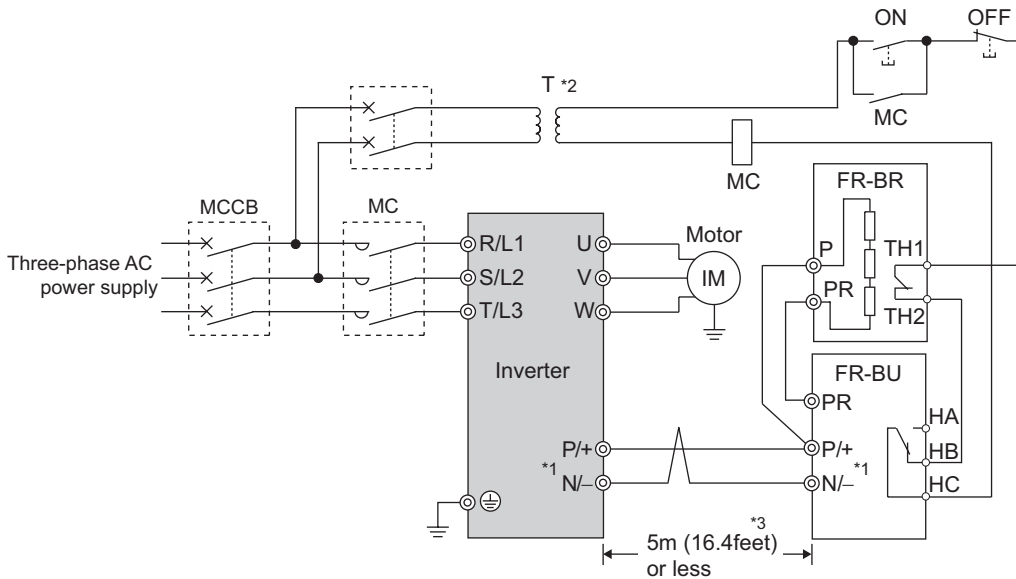 ON
OFF
T *2
MC
MC
FR-BR
MCCB
MC
Three-phase AC
power supply
R/L1
S/L2
T/L3
U
V
W
Motor
IM
P
PR
TH1
TH2
Inverter
FR-BU
PR
P/+
*1
N/−
P/+
N/−
*1
HA
HB
HC
*3
5m (16.4feet)
or less